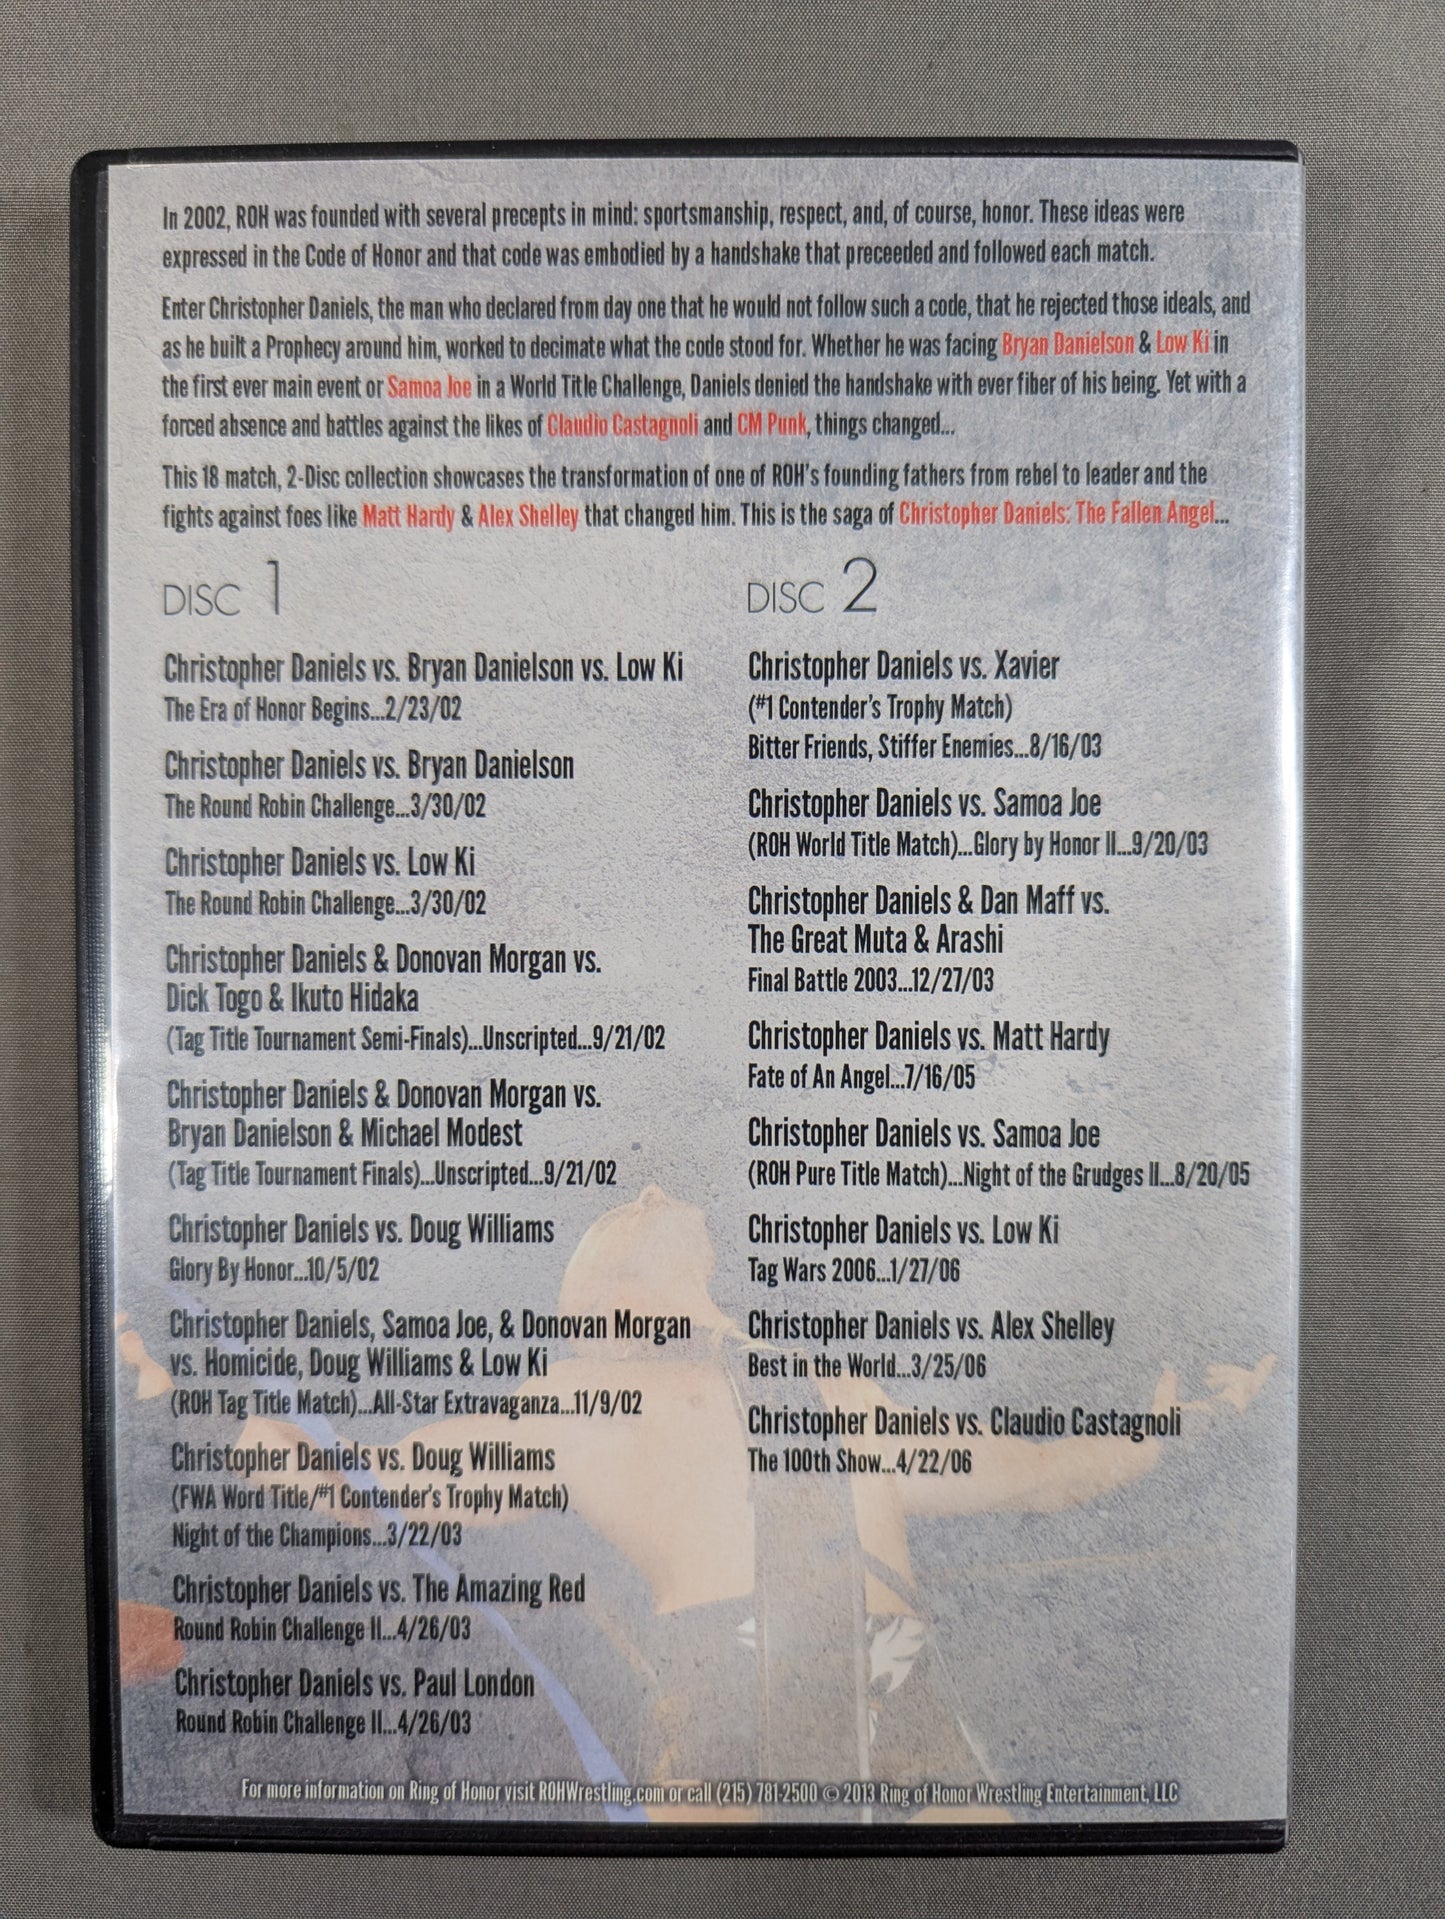 In 2002, ROH was founded with several precepts in mind: sportsmanship, respect, and, of course, honor. These ideas were
expressed in the Code of Honor and that code was embodied by a handshake that preceeded and followed each match.
Enter Christopher Daniels, the man who declared from day one that he would not follow such a code, that he rejected those ideals, and
as he built a Prophecy around him, worked to decimate what the code stood for. Whether he was facing Bryan Danielson & Low Ki in
the first ever main event or Samoa Joe in a World Title Challenge, Daniels denied the handshake with ever fiber of his being. Yet with a
forced absence and battles against the likes of Claudio Castagnoli and CM Punk, things changed...
This 18 match, 2-Disc collection showcases the transformation of one of ROH's founding fathers from rebel to leader and the
fights against foes like Matt Hardy & Alex Shelley that changed him. This is the saga of Christopher Daniels: The Fallen Angel...
DISC 1
Christopher Daniels vs. Bryan Danielson vs. Low Ki
The Era of Honor Begins...2/23/02
Christopher Daniels vs. Bryan Danielson
The Round Robin Challenge...3/30/02
Christopher Daniels vs. Low Ki
The Round Robin Challenge...3/30/02
Christopher Daniels & Donovan Morgan vs.
Dick Togo & Ikuto Hidaka
(Tag Title Tournament Semi-Finals)...Unscripted...9/21/02
Christopher Daniels & Donovan Morgan vs.
Bryan Danielson & Michael Modest
(Tag Title Tournament Finals)...Unscripted...9/21/02
Christopher Daniels vs. Doug Williams
Glory By Honor...10/5/02
Christopher Daniels, Samoa Joe, & Donovan Morgan
vs. Homicide, Doug Williams & Low Ki
(ROH Tag Title Match)...All-Star Extravaganza...11/9/02
Christopher Daniels vs. Doug Williams
(FWA Word Title/#1 Contender's Trophy Match)
Night of the Champions...3/22/03
Christopher Daniels vs. The Amazing Red
Round Robin Challenge II...4/26/03
Christopher Daniels vs. Paul London
Round Robin Challenge II...4/26/03
DISC 2
Christopher Daniels vs. Xavier
(#1 Contender's Trophy Match)
Bitter Friends, Stiffer Enemies...8/16/03
Christopher Daniels vs. Samoa Joe
(ROH World Title Match)...Glory by Honor II...9/20/03
Christopher Daniels & Dan Maff vs.
The Great Muta & Arashi
Final Battle 2003...12/27/03
Christopher Daniels vs. Matt Hardy
Fate of An Angel...7/16/05
Christopher Daniels vs. Samoa Joe
(ROH Pure Title Match)...Night of the Grudges II...8/20/05
Christopher Daniels vs. Low Ki
Tag Wars 2006...1/27/06
Christopher Daniels vs. Alex Shelley
Best in the World...3/25/06
Christopher Daniels vs. Claudio Castagnoli
The 100th Show...4/22/06
For more information on Ring of Honor visit ROHWrestling.com or call (215) 781-2500 © 2013 Ring of Honor Wrestling Entertainment, LLC